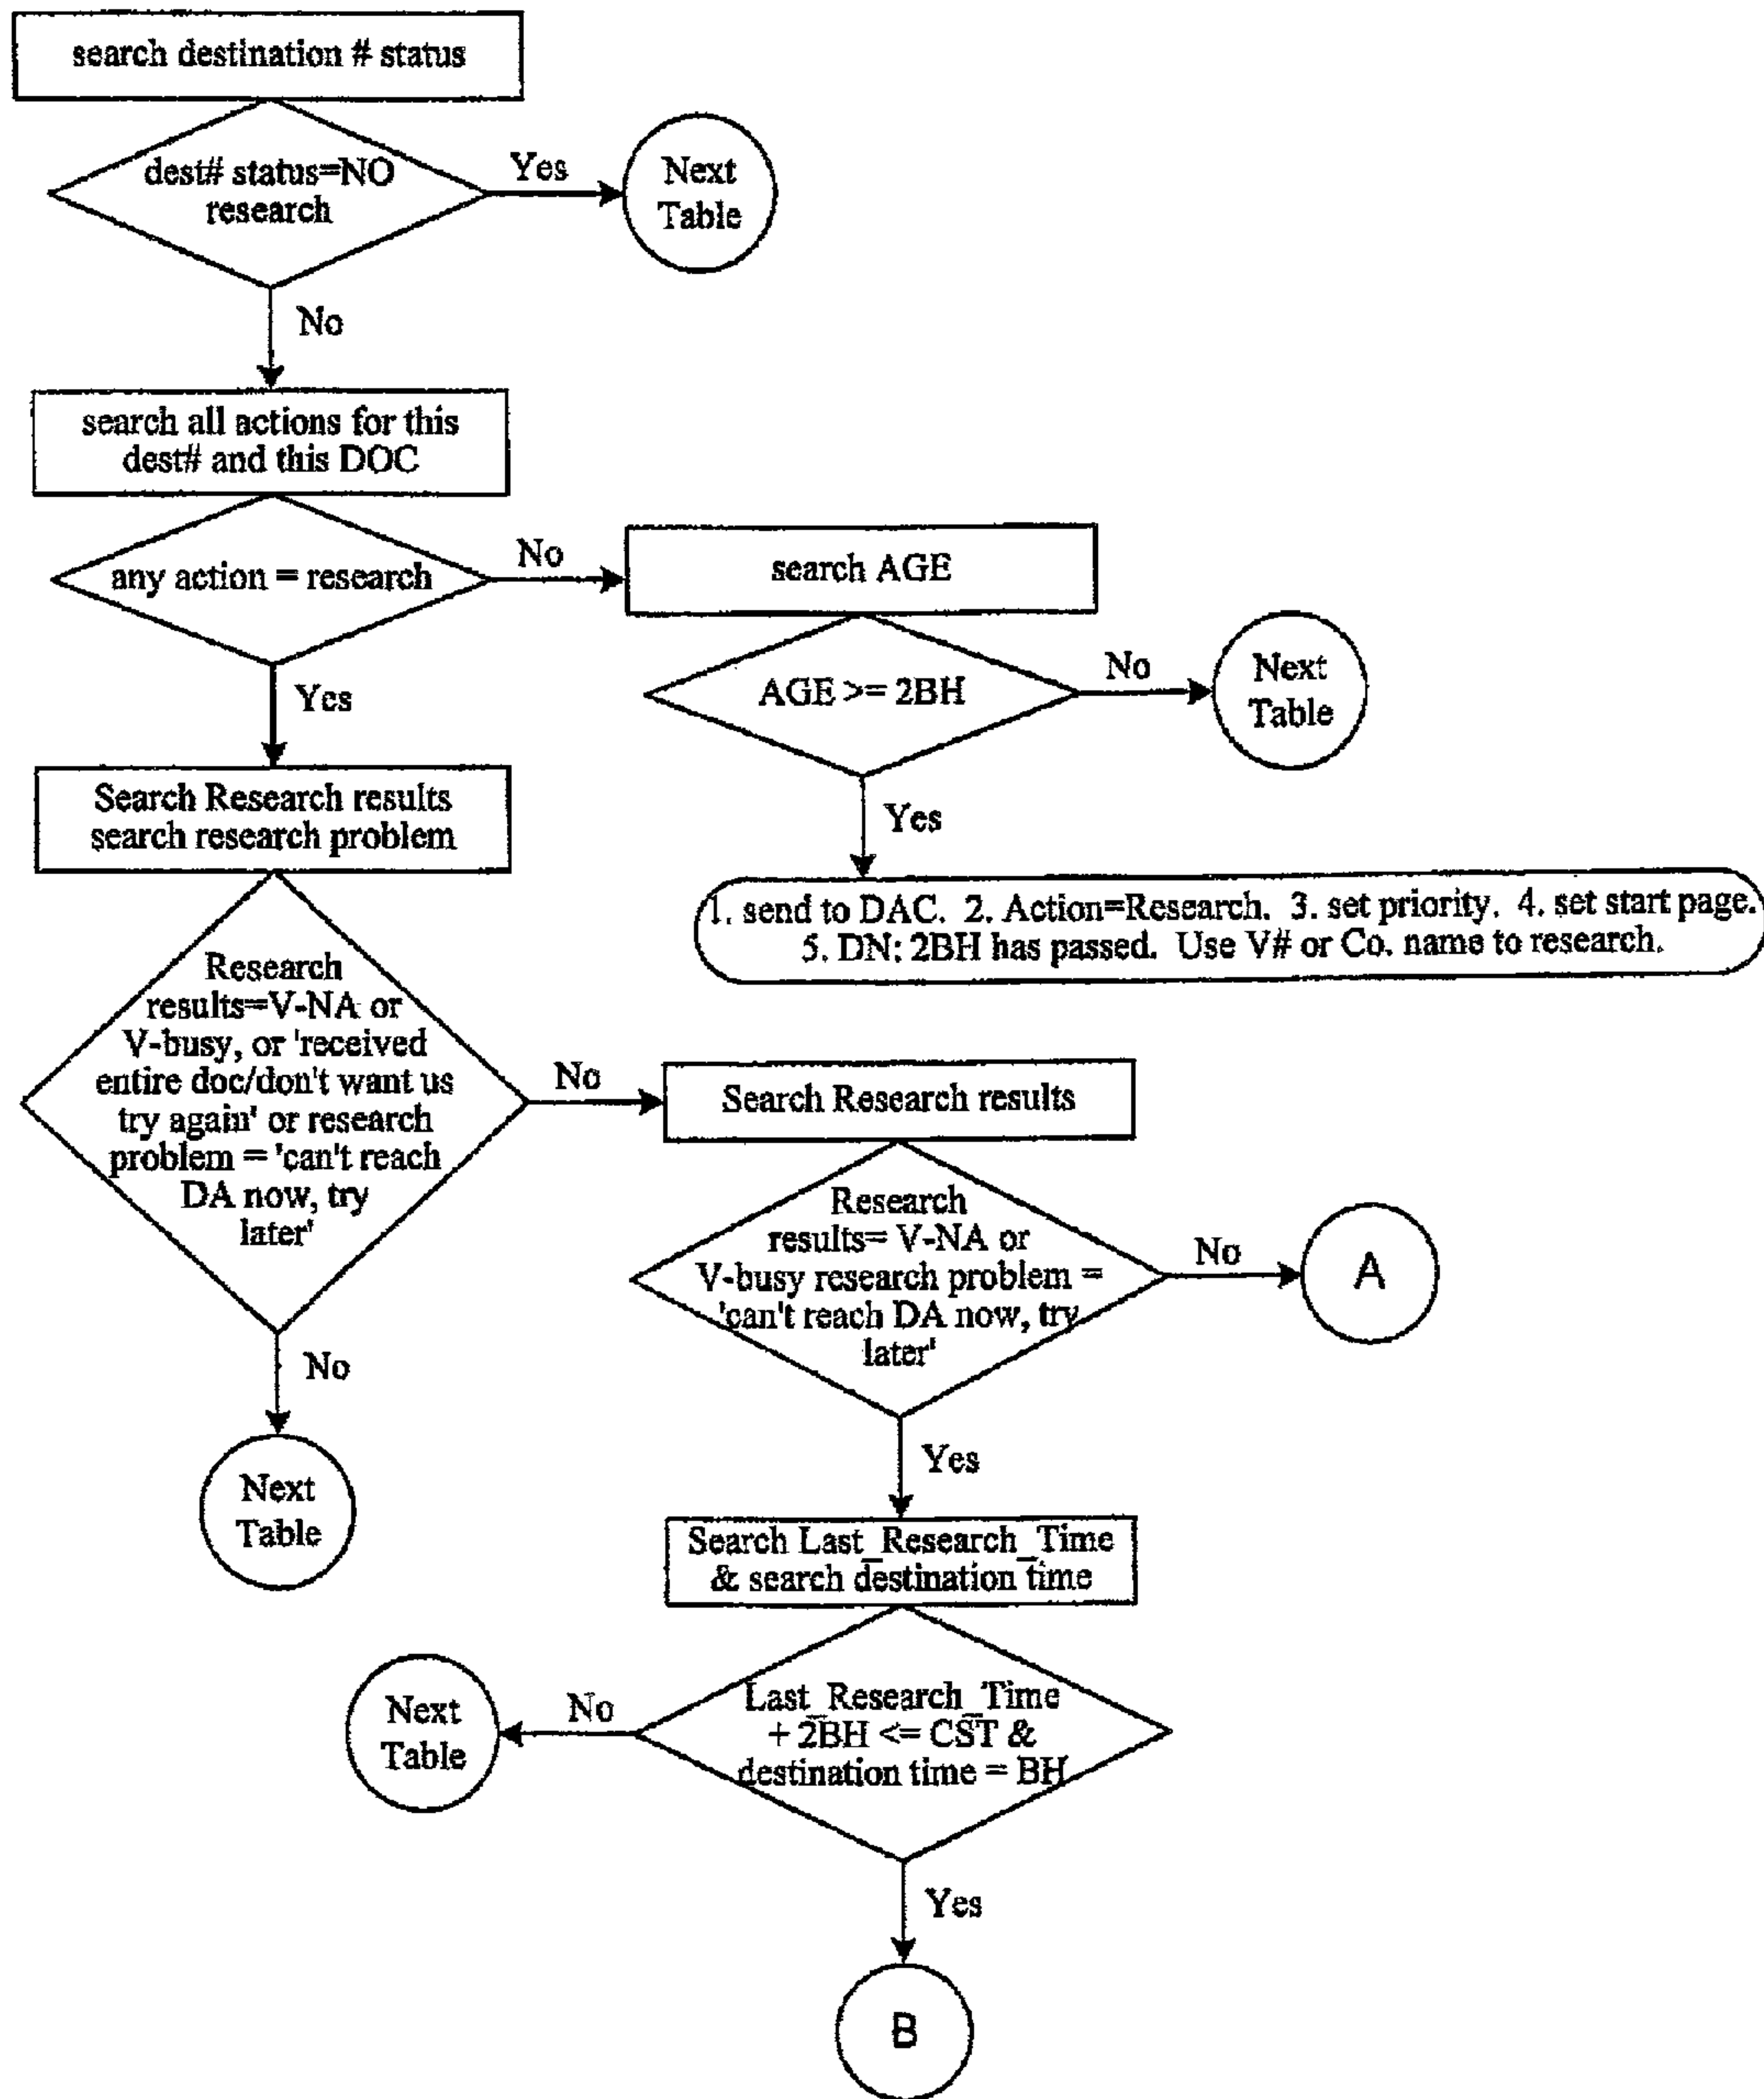 search destination # status
dest# status=NO
research
Yes
Next
Table
No
search all actions for this
dest# and this DOC
any action = research
No
search AGE
AGE >= 2BH
No
Next
Table
Yes
Yes
1. send to DAC. 2. Action=Research. 3. set priority. 4. set start page.
5. DN: 2BH has passed. Use V# or Co. name to research.
Search Research results
search research problem
Research
results=V-NA or
V-busy, or 'received
entire doc/don't want us
try again' or research
problem = 'can't reach
DA now, try
later'
No
Search Research results
No
Next
Table
Research
results= V-NA or
V-busy research problem =
'can't reach DA now, try
later'
No
A
Yes
Search Last_Research_Time
& search destination time
Last_Research_Time
+ 2BH <= CST &
destination time = BH
No
Next
Table
Yes
B